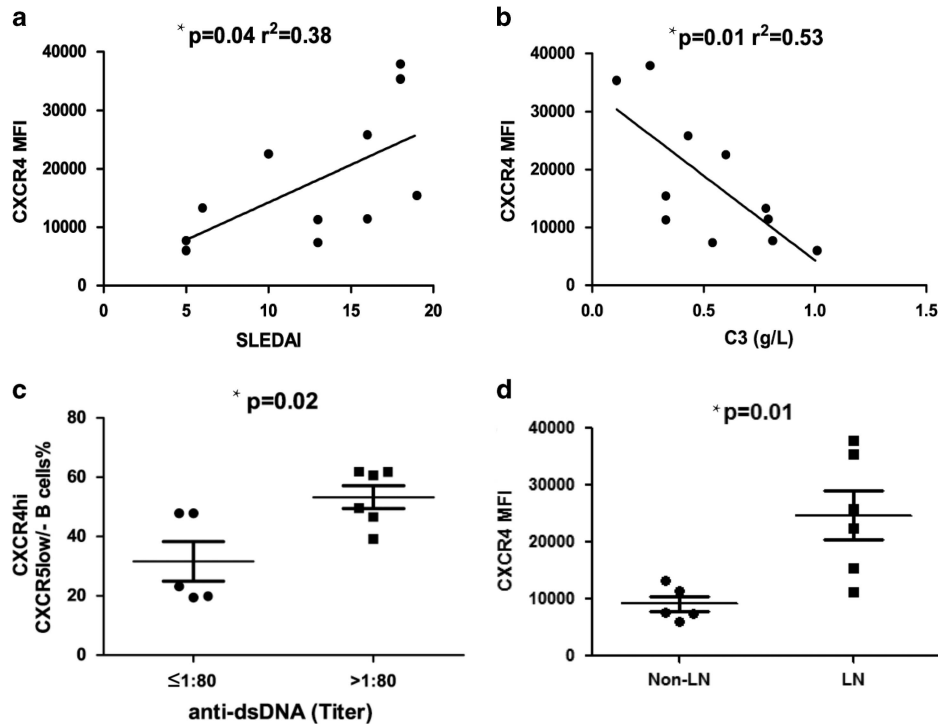 a
* p=0.04 r²=0.38
CXCR4 MFI
40000
30000
20000
10000
0
0
5
10
15
20
SLEDAI
b
* p=0.01 r²=0.53
CXCR4 MFI
40000
30000
20000
10000
0
0.0
0.5
1.0
1.5
C3 (g/L)
c
* p=0.02
CXCR4hi
CXCR5low/- B cells%
80
60
40
20
0
≤1:80
>1:80
anti-dsDNA (Titer)
d
* p=0.01
CXCR4 MFI
40000
30000
20000
10000
0
Non-LN
LN